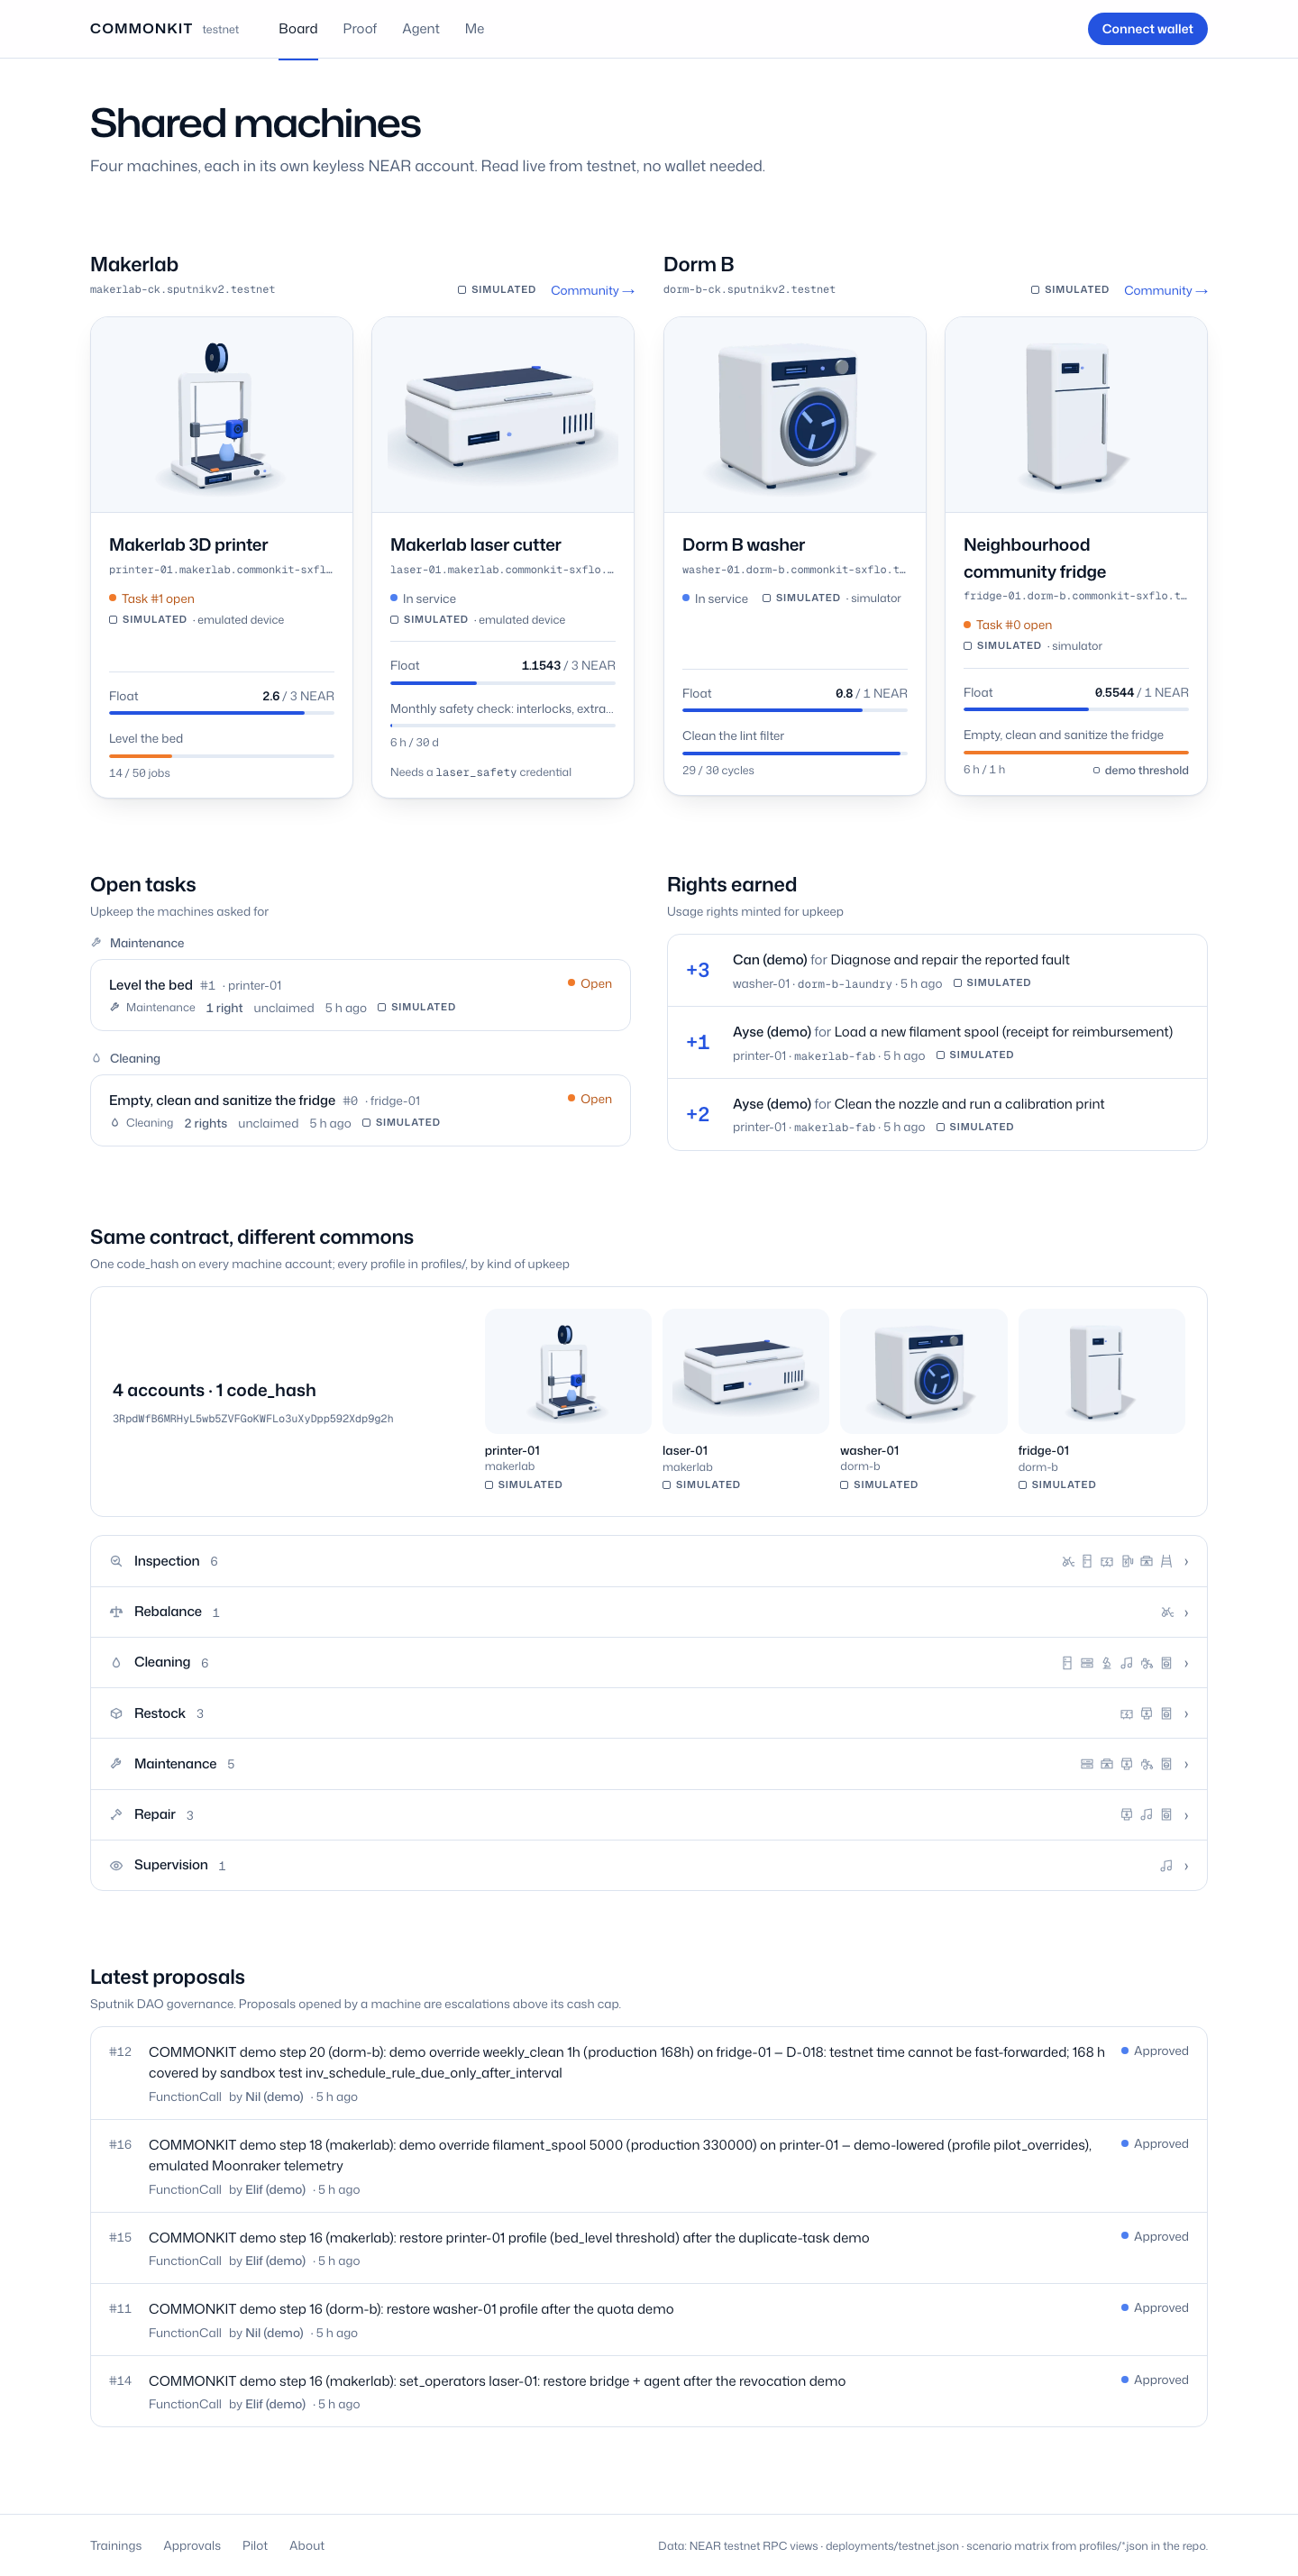 COMMONKIT testnet Board Proof Agent Me Connect wallet
Shared machines
Four machines, each in its own keyless NEAR account. Read live from testnet, no wallet needed.
Makerlab
makerlab-ck.sputnikv2.testnet SIMULATED Community →
Makerlab 3D printer
printer-01.makerlab.commonkit-sxfl…
Task #1 open
SIMULATED · emulated device
Float 2.6 / 3 NEAR
Level the bed
14 / 50 jobs
Makerlab laser cutter
laser-01.makerlab.commonkit-sxflo.…
In service
SIMULATED · emulated device
Float 1.1543 / 3 NEAR
Monthly safety check: interlocks, extra…
6 h / 30 d
Needs a laser_safety credential
Dorm B
dorm-b-ck.sputnikv2.testnet SIMULATED Community →
Dorm B washer
washer-01.dorm-b.commonkit-sxflo.t…
In service SIMULATED · simulator
Float 0.8 / 1 NEAR
Clean the lint filter
29 / 30 cycles
Neighbourhood
community fridge
fridge-01.dorm-b.commonkit-sxflo.t…
Task #0 open
SIMULATED · simulator
Float 0.5544 / 1 NEAR
Empty, clean and sanitize the fridge
6 h / 1 h demo threshold
Open tasks
Upkeep the machines asked for
Maintenance
Level the bed #1 · printer-01 Open
Maintenance 1 right unclaimed 5 h ago SIMULATED
Cleaning
Empty, clean and sanitize the fridge #0 · fridge-01 Open
Cleaning 2 rights unclaimed 5 h ago SIMULATED
Rights earned
Usage rights minted for upkeep
+3 Can (demo) for Diagnose and repair the reported fault
washer-01 · dorm-b-laundry · 5 h ago SIMULATED
+1 Ayse (demo) for Load a new filament spool (receipt for reimbursement)
printer-01 · makerlab-fab · 5 h ago SIMULATED
+2 Ayse (demo) for Clean the nozzle and run a calibration print
printer-01 · makerlab-fab · 5 h ago SIMULATED
Same contract, different commons
One code_hash on every machine account; every profile in profiles/, by kind of upkeep
4 accounts · 1 code_hash
3RpdWfB6MRHyL5wb5ZVFGoKWFLo3uXyDpp592Xdp9g2h
printer-01
makerlab
SIMULATED
laser-01
makerlab
SIMULATED
washer-01
dorm-b
SIMULATED
fridge-01
dorm-b
SIMULATED
Inspection 6 ›
Rebalance 1 ›
Cleaning 6 ›
Restock 3 ›
Maintenance 5 ›
Repair 3 ›
Supervision 1 ›
Latest proposals
Sputnik DAO governance. Proposals opened by a machine are escalations above its cash cap.
#12 COMMONKIT demo step 20 (dorm-b): demo override weekly_clean 1h (production 168h) on fridge-01 — D-018: testnet time cannot be fast-forwarded; 168 h Approved
covered by sandbox test inv_schedule_rule_due_only_after_interval
FunctionCall by Nil (demo) · 5 h ago
#16 COMMONKIT demo step 18 (makerlab): demo override filament_spool 5000 (production 330000) on printer-01 — demo-lowered (profile pilot_overrides), Approved
emulated Moonraker telemetry
FunctionCall by Elif (demo) · 5 h ago
#15 COMMONKIT demo step 16 (makerlab): restore printer-01 profile (bed_level threshold) after the duplicate-task demo Approved
FunctionCall by Elif (demo) · 5 h ago
#11 COMMONKIT demo step 16 (dorm-b): restore washer-01 profile after the quota demo Approved
FunctionCall by Nil (demo) · 5 h ago
#14 COMMONKIT demo step 16 (makerlab): set_operators laser-01: restore bridge + agent after the revocation demo Approved
FunctionCall by Elif (demo) · 5 h ago
Trainings Approvals Pilot About Data: NEAR testnet RPC views · deployments/testnet.json · scenario matrix from profiles/*.json in the repo.